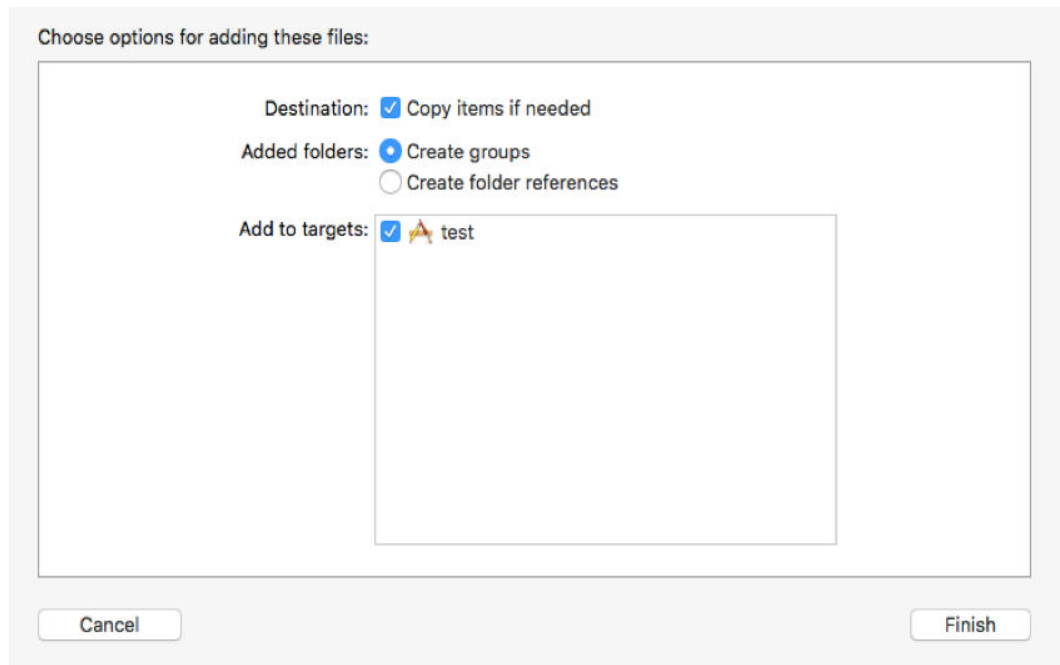 Choose options for adding these files:
Destination: Copy items if needed
Added folders: Create groups
Create folder references
Add to targets: test
Cancel Finish